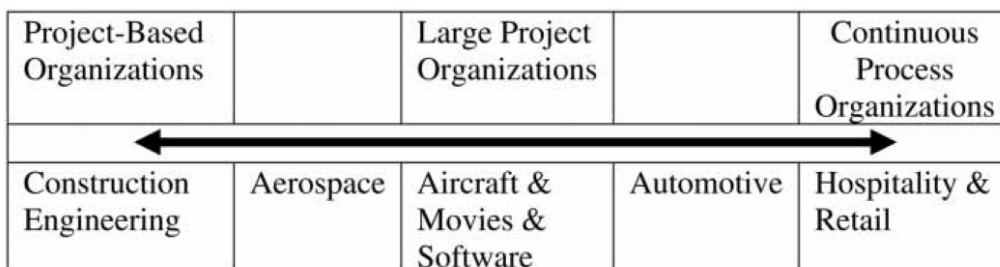 Project-Based
Organizations
Large Project
Organizations
Continuous
Process
Organizations
Construction
Engineering
Aerospace
Aircraft &
Movies &
Software
Automotive
Hospitality &
Retail